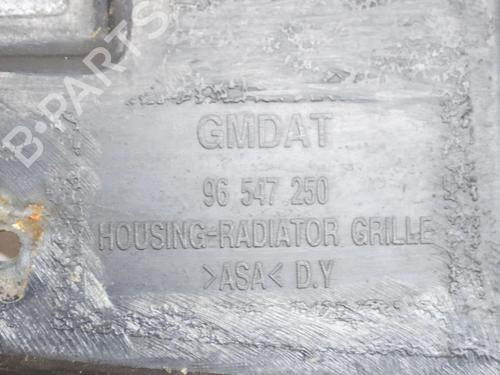 B-PARTS
GMDAT
96 547 250
HOUSING-RADIATOR GRILLE
>ASA< D.Y